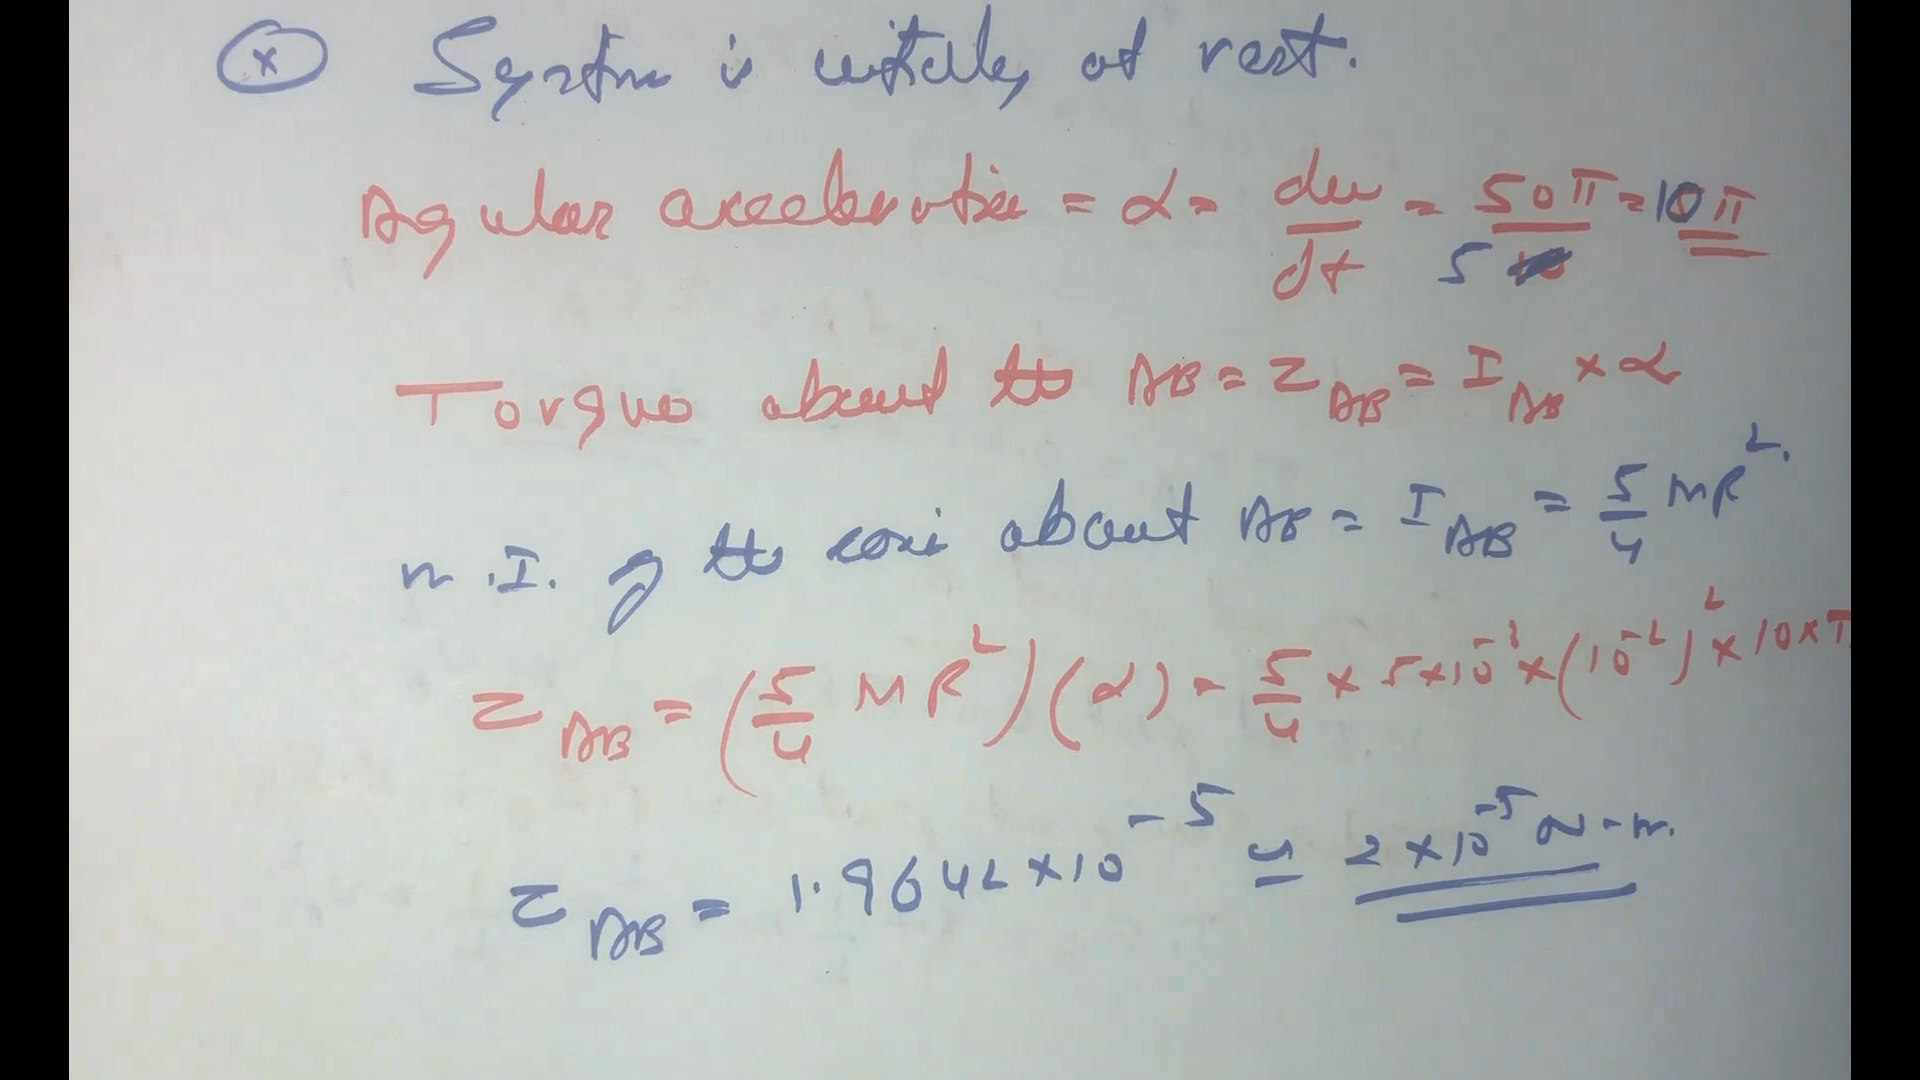 (x) System is initially at rest.
Agular acceleration = α = dω/dt = 50π/5 = 10π
Torque about the AB = τ_AB = I_AB × α
M.I. of the coin about AB = I_AB = 5/4 MR².
τ_AB = (5/4 MR²)(α) = 5/4 × 5×10⁻³ × (10⁻²)² × 10×π
τ_AB = 1.9642×10⁻⁵ ≃ 2×10⁻⁵ N-m.